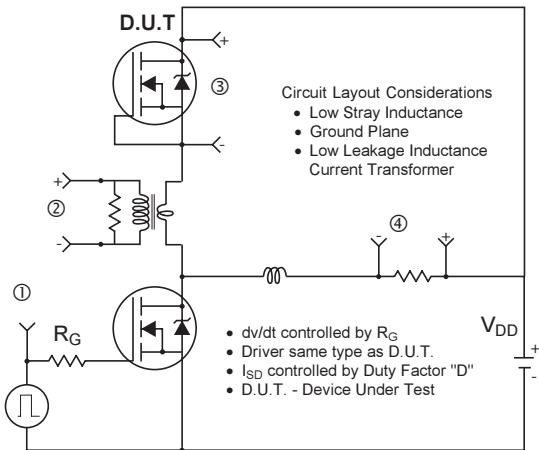 D.U.T
+
③
-
Circuit Layout Considerations
• Low Stray Inductance
• Ground Plane
• Low Leakage Inductance
Current Transformer
+
②
-
④
-
+
①
RG
VDD
+
-
• dv/dt controlled by RG
• Driver same type as D.U.T.
• ISD controlled by Duty Factor "D"
• D.U.T. - Device Under Test